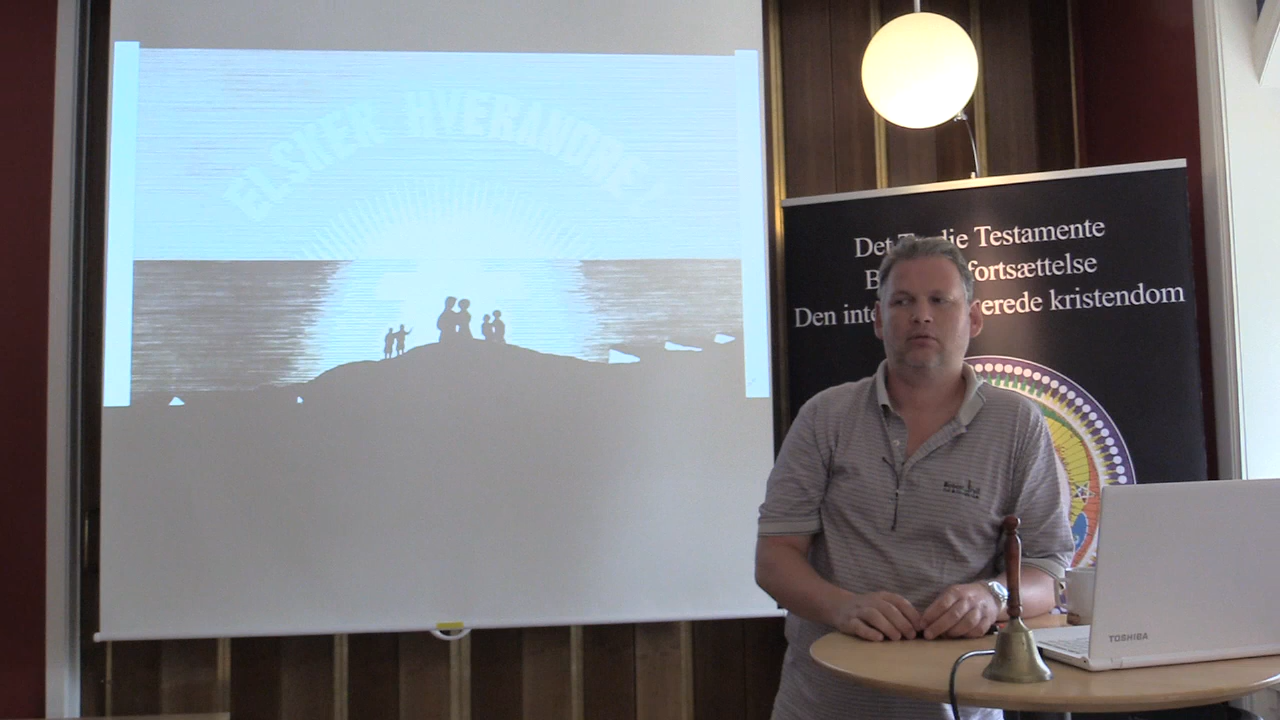 ELSKER HVERANDRE!
Det Testamente
fortsættelse
Den kristendom
TOSHIBA